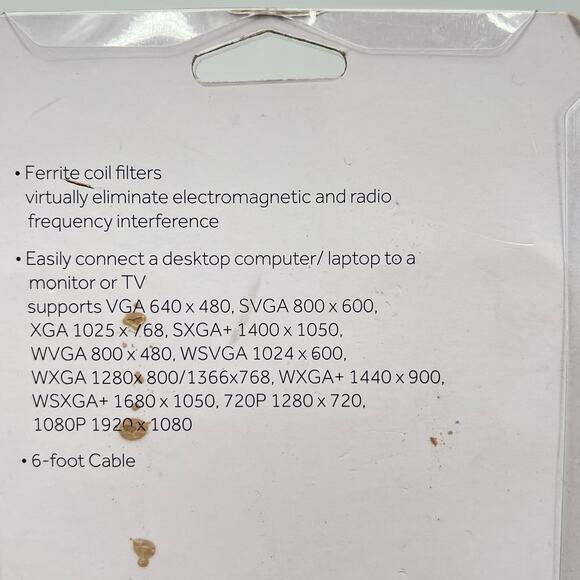 • Ferrite coil filters
virtually eliminate electromagnetic and radio
frequency interference
• Easily connect a desktop computer/ laptop to a
monitor or TV
supports VGA 640 x 480, SVGA 800 x 600,
XGA 1025 x 768, SXGA+ 1400 x 1050,
WVGA 800 x 480, WSVGA 1024 x 600,
WXGA 1280x 800/1366x768, WXGA+ 1440 x 900,
WSXGA+ 1680 x 1050, 720P 1280 x 720,
1080P 1920 x 1080
• 6-foot Cable